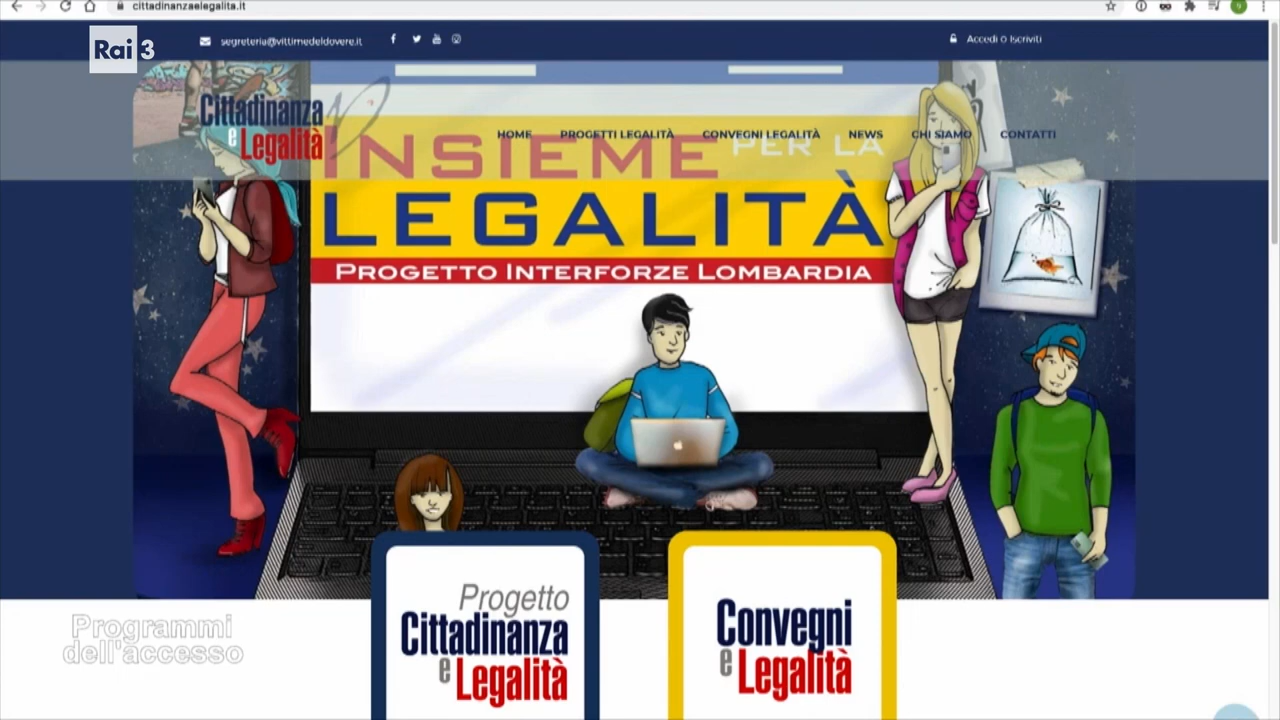 cittadinanzaelegalita.it
Rai 3
segreteria@vittimedeldovere.it
Accedi O Iscriviti
Cittadinanza
e Legalità
HOME PROGETTI LEGALITÀ CONVEGNI LEGALITÀ NEWS CHI SIAMO CONTATTI
INSIEME PER LA
LEGALITÀ
PROGETTO INTERFORZE LOMBARDIA
Progetto
Cittadinanza
e Legalità
Convegni
e Legalità
Programmi
dell'accesso